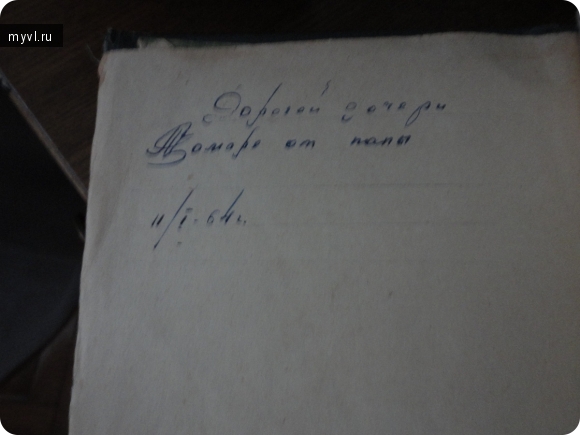 myvl.ru
Дорогой дочери
Тамаре от папы
11/I-64г.